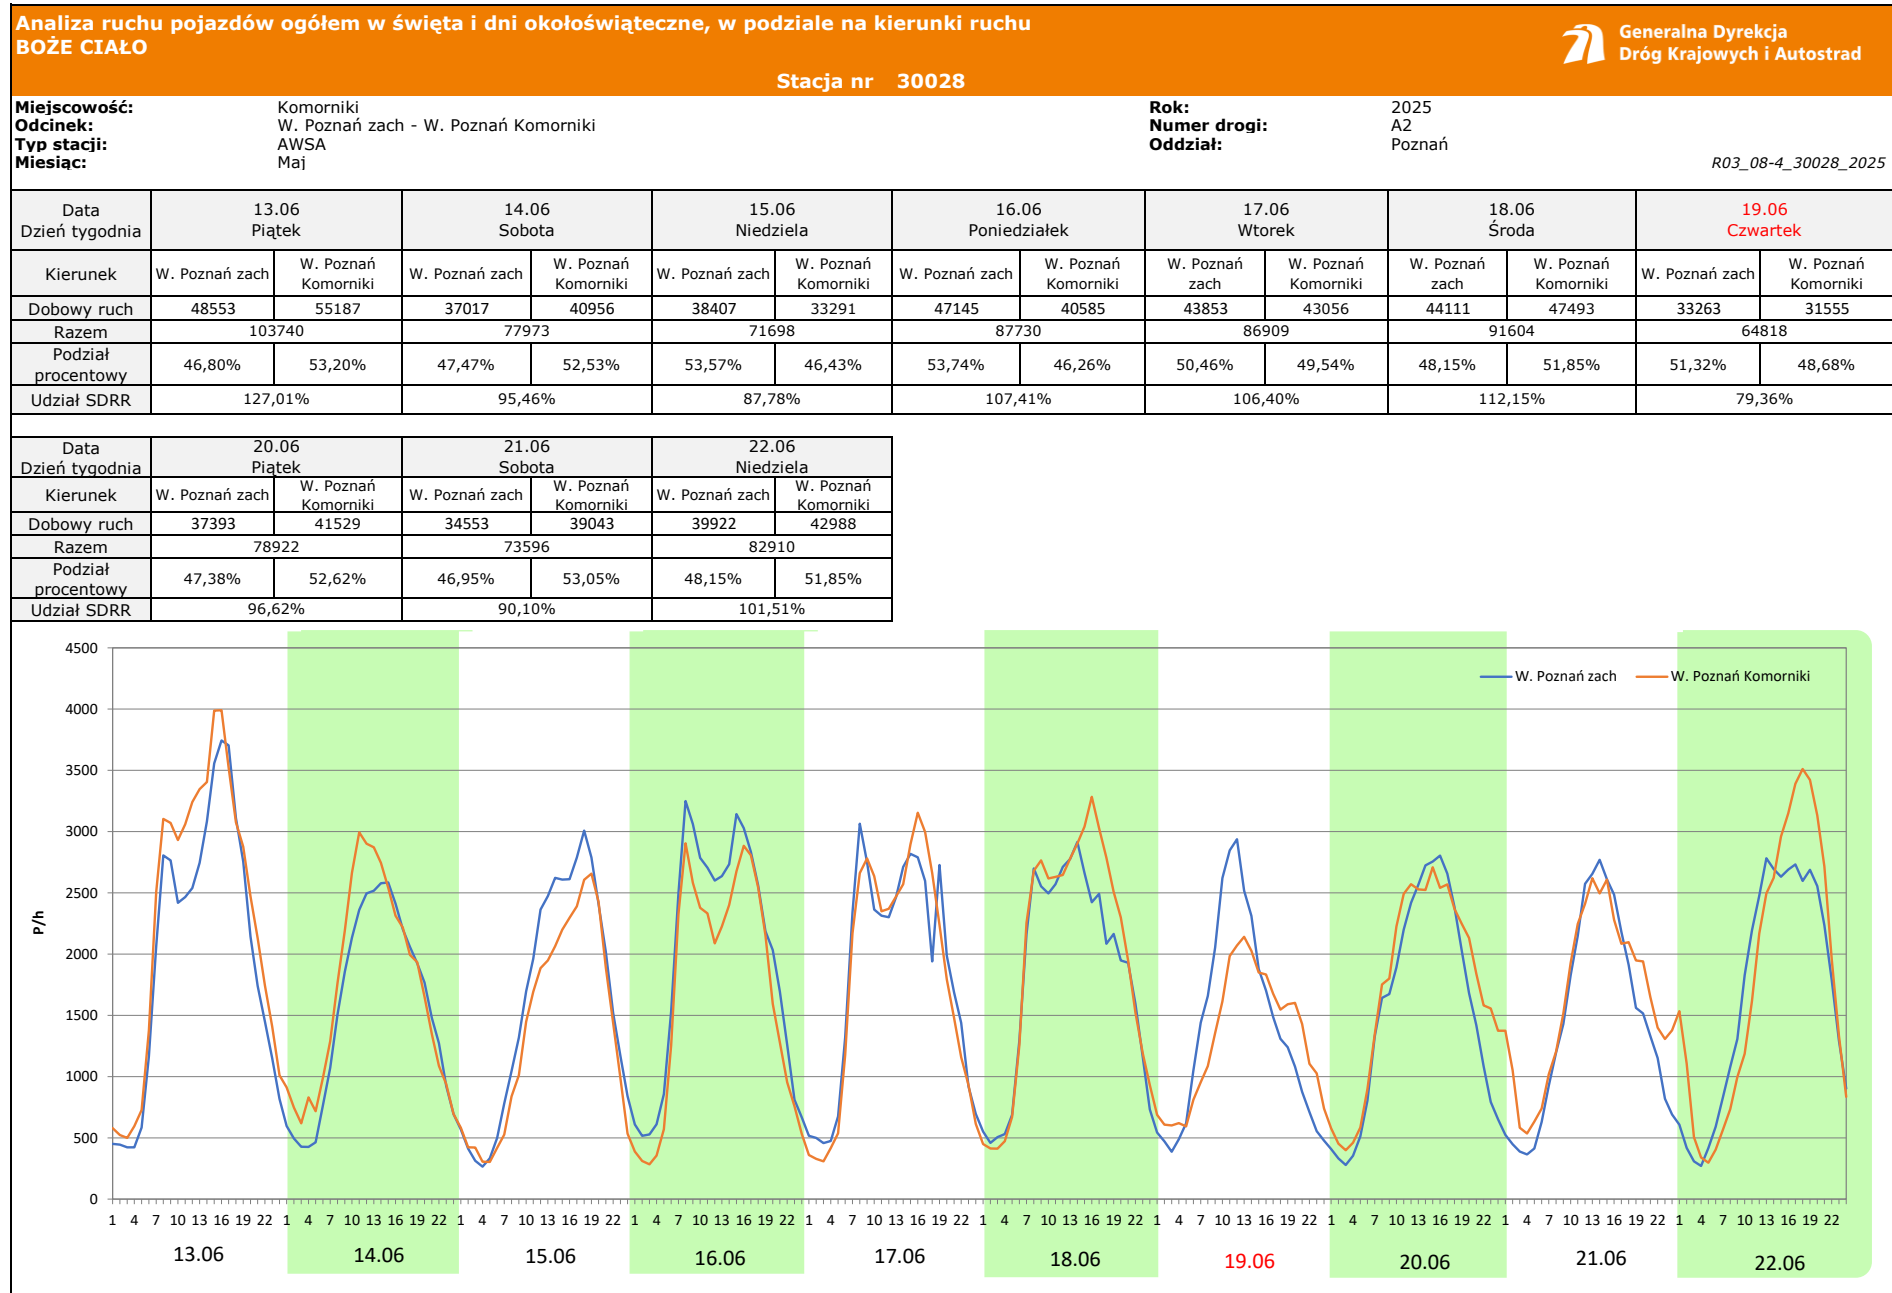 Analiza ruchu pojazdów ogółem w święta i dni okołoświąteczne, w podziale na kierunki ruchu
BOŻE CIAŁO
Generalna Dyrekcja
Dróg Krajowych i Autostrad
Stacja nr 30028
Miejscowość: Komorniki Rok: 2025
Odcinek: W. Poznań zach - W. Poznań Komorniki Numer drogi: A2
Typ stacji: AWSA Oddział: Poznań
Miesiąc: Maj R03_08-4_30028_2025
Data 13.06 14.06 15.06 16.06 17.06 18.06 19.06
Dzień tygodnia Piątek Sobota Niedziela Poniedziałek Wtorek Środa Czwartek
Kierunek W. Poznań zach W. Poznań Komorniki W. Poznań zach W. Poznań Komorniki W. Poznań zach W. Poznań Komorniki W. Poznań zach W. Poznań Komorniki W. Poznań zach W. Poznań Komorniki W. Poznań zach W. Poznań Komorniki W. Poznań zach W. Poznań Komorniki
Dobowy ruch 48553 55187 37017 40956 38407 33291 47145 40585 43853 43056 44111 47493 33263 31555
Razem 103740 77973 71698 87730 86909 91604 64818
Podział procentowy 46,80% 53,20% 47,47% 52,53% 53,57% 46,43% 53,74% 46,26% 50,46% 49,54% 48,15% 51,85% 51,32% 48,68%
Udział SDRR 127,01% 95,46% 87,78% 107,41% 106,40% 112,15% 79,36%
Data 20.06 21.06 22.06
Dzień tygodnia Piątek Sobota Niedziela
Kierunek W. Poznań zach W. Poznań Komorniki W. Poznań zach W. Poznań Komorniki W. Poznań zach W. Poznań Komorniki
Dobowy ruch 37393 41529 34553 39043 39922 42988
Razem 78922 73596 82910
Podział procentowy 47,38% 52,62% 46,95% 53,05% 48,15% 51,85%
Udział SDRR 96,62% 90,10% 101,51%
W. Poznań zach W. Poznań Komorniki
P/h
4500
4000
3500
3000
2500
2000
1500
1000
500
0
1 4 7 10 13 16 19 22 1 4 7 10 13 16 19 22 1 4 7 10 13 16 19 22 1 4 7 10 13 16 19 22 1 4 7 10 13 16 19 22 1 4 7 10 13 16 19 22 1 4 7 10 13 16 19 22 1 4 7 10 13 16 19 22 1 4 7 10 13 16 19 22 1 4 7 10 13 16 19 22
13.06 14.06 15.06 16.06 17.06 18.06 19.06 20.06 21.06 22.06